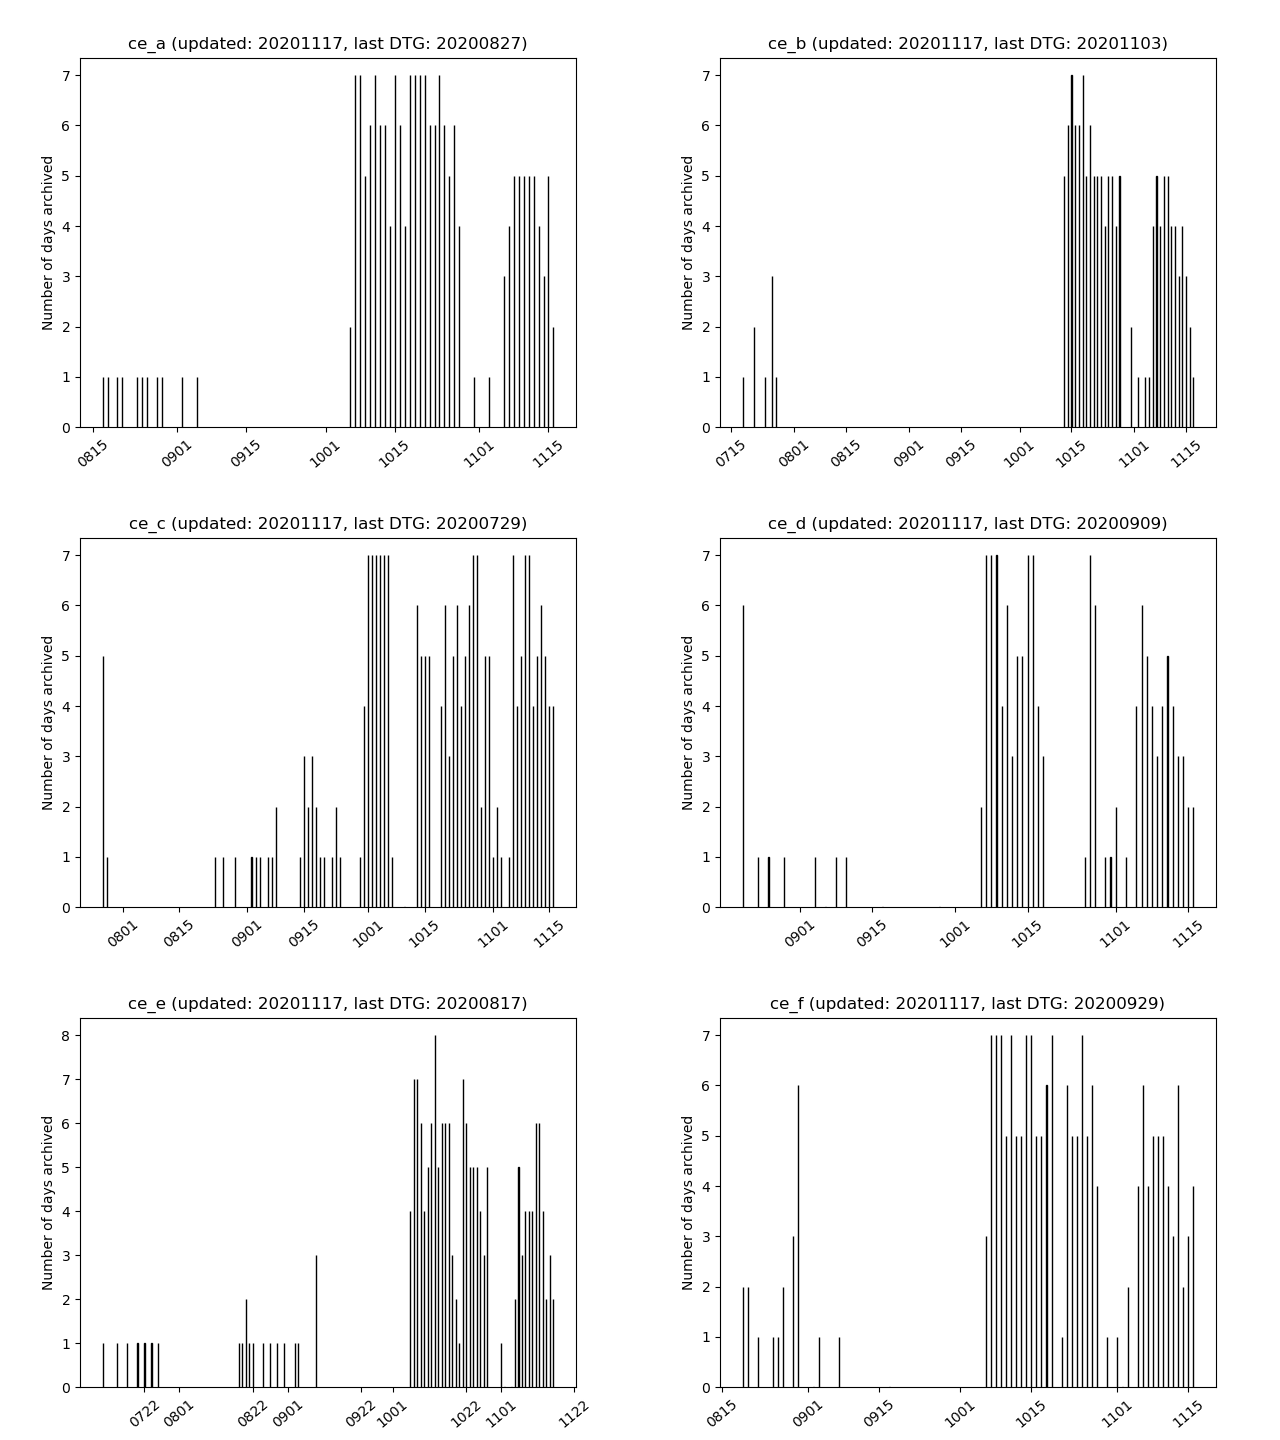 ce_a (updated: 20201117, last DTG: 20200827)
Number of days archived
7
6
5
4
3
2
1
0
0815 0901 0915 1001 1015 1101 1115
ce_b (updated: 20201117, last DTG: 20201103)
Number of days archived
7
6
5
4
3
2
1
0
0715 0801 0815 0901 0915 1001 1015 1101 1115
ce_c (updated: 20201117, last DTG: 20200729)
Number of days archived
7
6
5
4
3
2
1
0
0801 0815 0901 0915 1001 1015 1101 1115
ce_d (updated: 20201117, last DTG: 20200909)
Number of days archived
7
6
5
4
3
2
1
0
0901 0915 1001 1015 1101 1115
ce_e (updated: 20201117, last DTG: 20200817)
Number of days archived
8
7
6
5
4
3
2
1
0
0722 0801 0822 0901 0922 1001 1022 1101 1122
ce_f (updated: 20201117, last DTG: 20200929)
Number of days archived
7
6
5
4
3
2
1
0
0815 0901 0915 1001 1015 1101 1115